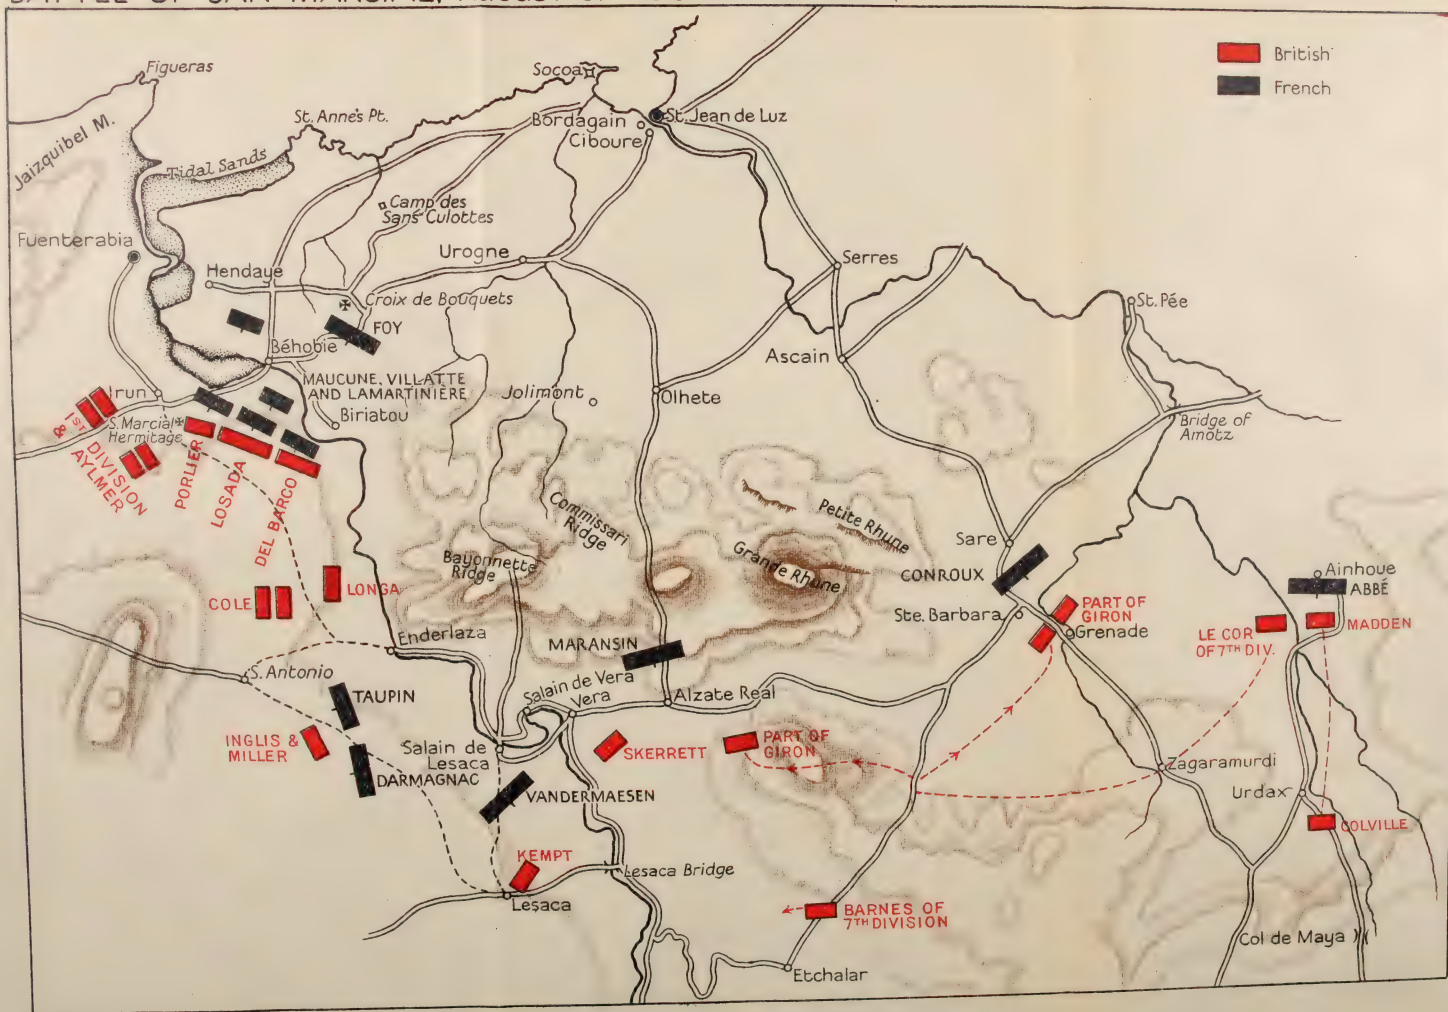 BATTLE OF SAN MARCIAL, AUGUST 31
British
French
Figueras
Jaizquibel M.
Tidal Sands
St. Anne's Pt.
Socoa
Bordagain
Ciboure
St. Jean de Luz
Camp des
Sans Culottes
Fuenterabia
Hendaye
Urogne
Serres
St. Pée
Croix de Bouquets
FOY
Béhobie
Ascain
MAUCUNE, VILLATTE
AND LAMARTINIÈRE
Biriatou
Jolimont
Olhete
Irun
S. Marcial
Hermitage
1ST DIVISION
& AYLMER
PORLIER
LOSADA
DEL BARCO
Bridge of
Amotz
Commissari
Ridge
Bayonnette
Ridge
Petite Rhune
Grande Rhune
Sare
CONROUX
Ainhoue
ABBÉ
COLE
LONGA
Ste. Barbara
PART OF
GIRON
Grenade
LE COR
OF 7TH DIV.
MADDEN
Enderlaza
MARANSIN
S. Antonio
Salain de Vera
Vera
Alzate Real
TAUPIN
INGLIS &
MILLER
DARMAGNAC
Salain de
Lesaca
SKERRETT
PART OF
GIRON
Zagaramurdi
VANDERMAESEN
Urdax
COLVILLE
KEMPT
Lesaca Bridge
Lesaca
BARNES OF
7TH DIVISION
Col de Maya
Etchalar